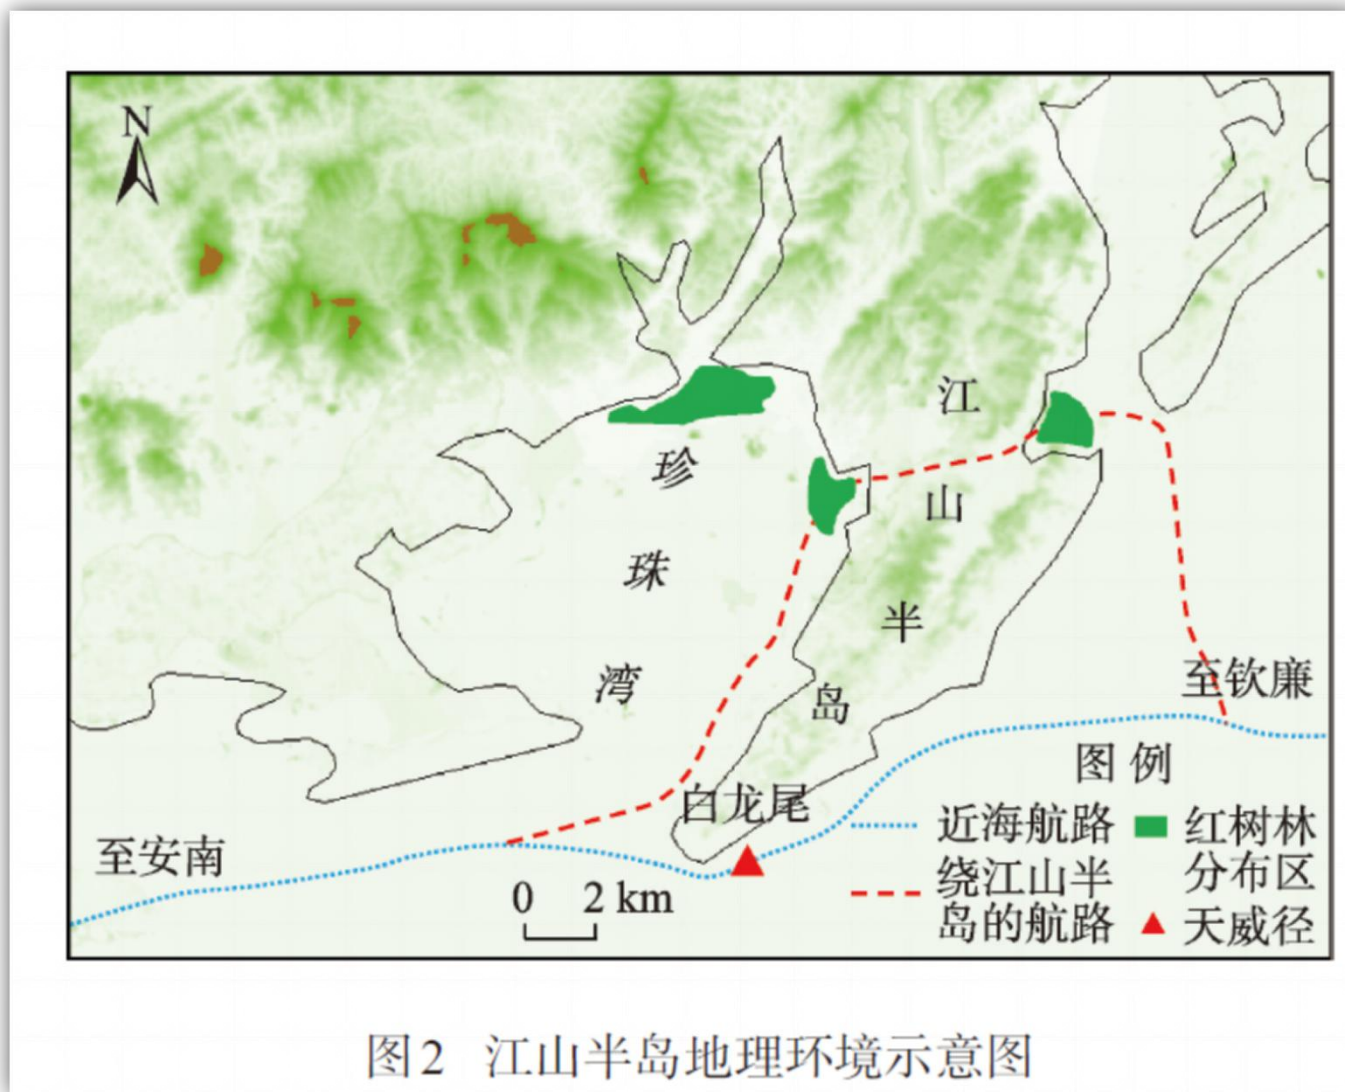 N
江
山
半
岛
珍
珠
湾
至钦廉
白龙尾
至安南
0 2 km
图 例
近海航路
红树林
分布区
绕江山半
岛的航路
天威径
图2 江山半岛地理环境示意图